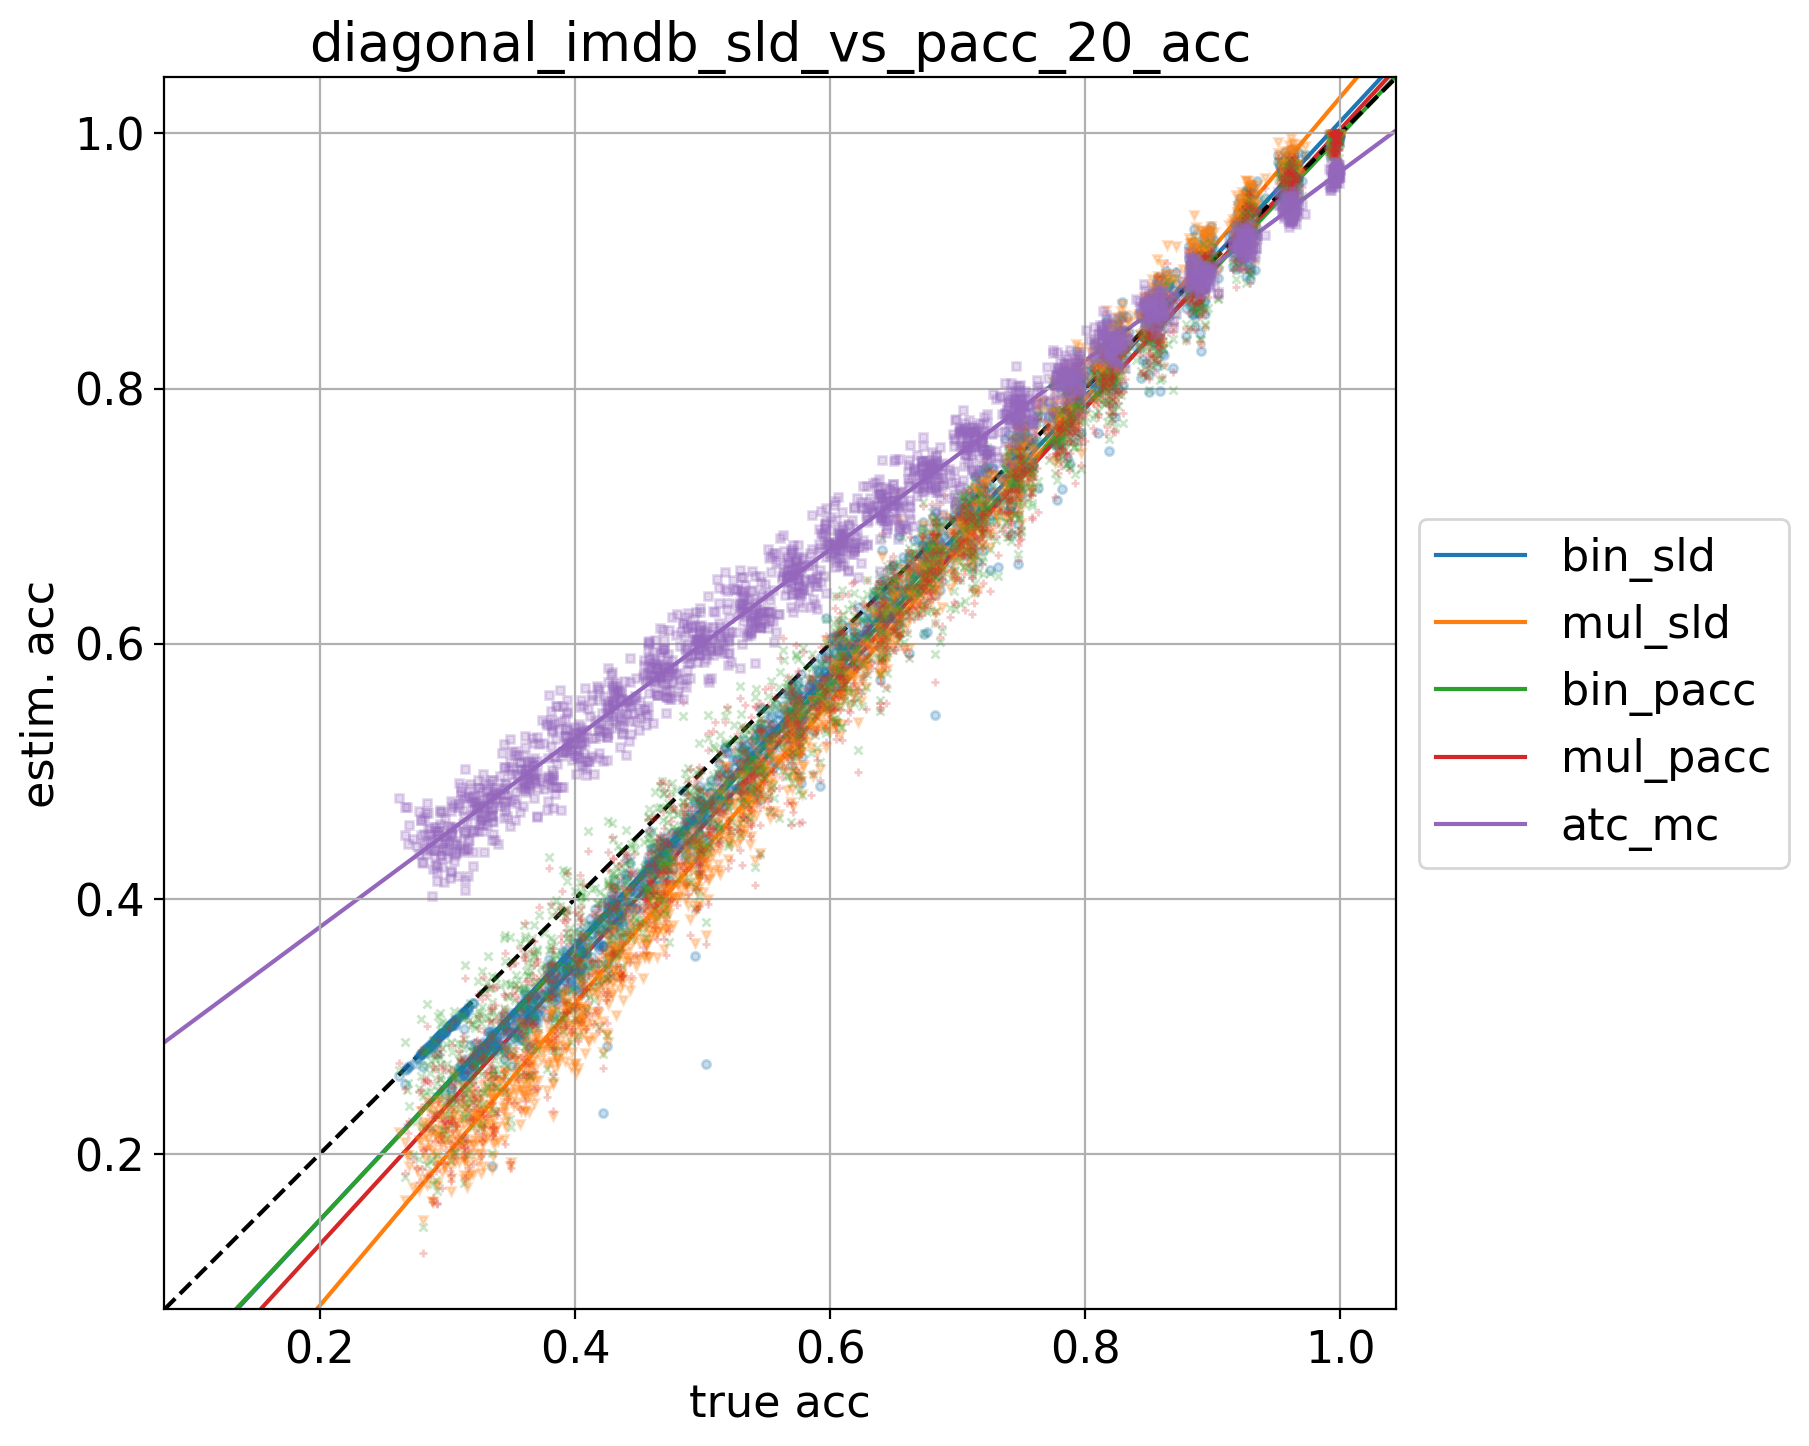 diagonal_imdb_sld_vs_pacc_20_acc
1.0
0.8
0.6
0.4
0.2
estim. acc
0.2 0.4 0.6 0.8 1.0
true acc
bin_sld
mul_sld
bin_pacc
mul_pacc
atc_mc